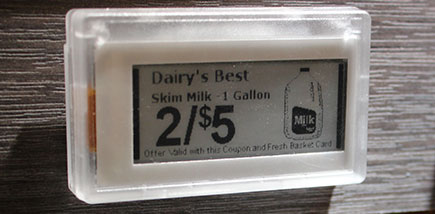 Dairy's Best
Skim Milk - 1 Gallon
2/$5
Milk
Offer Valid with this Coupon and Fresh Basket Card